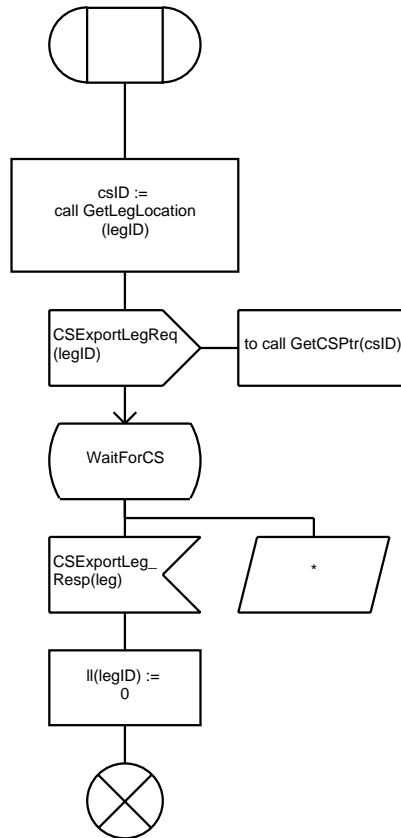 csID :=
call GetLegLocation
(legID)
CSExportLegReq
(legID)
to call GetCSPtr(csID)
WaitForCS
CSExportLeg_
Resp(leg)
*
ll(legID) :=
0